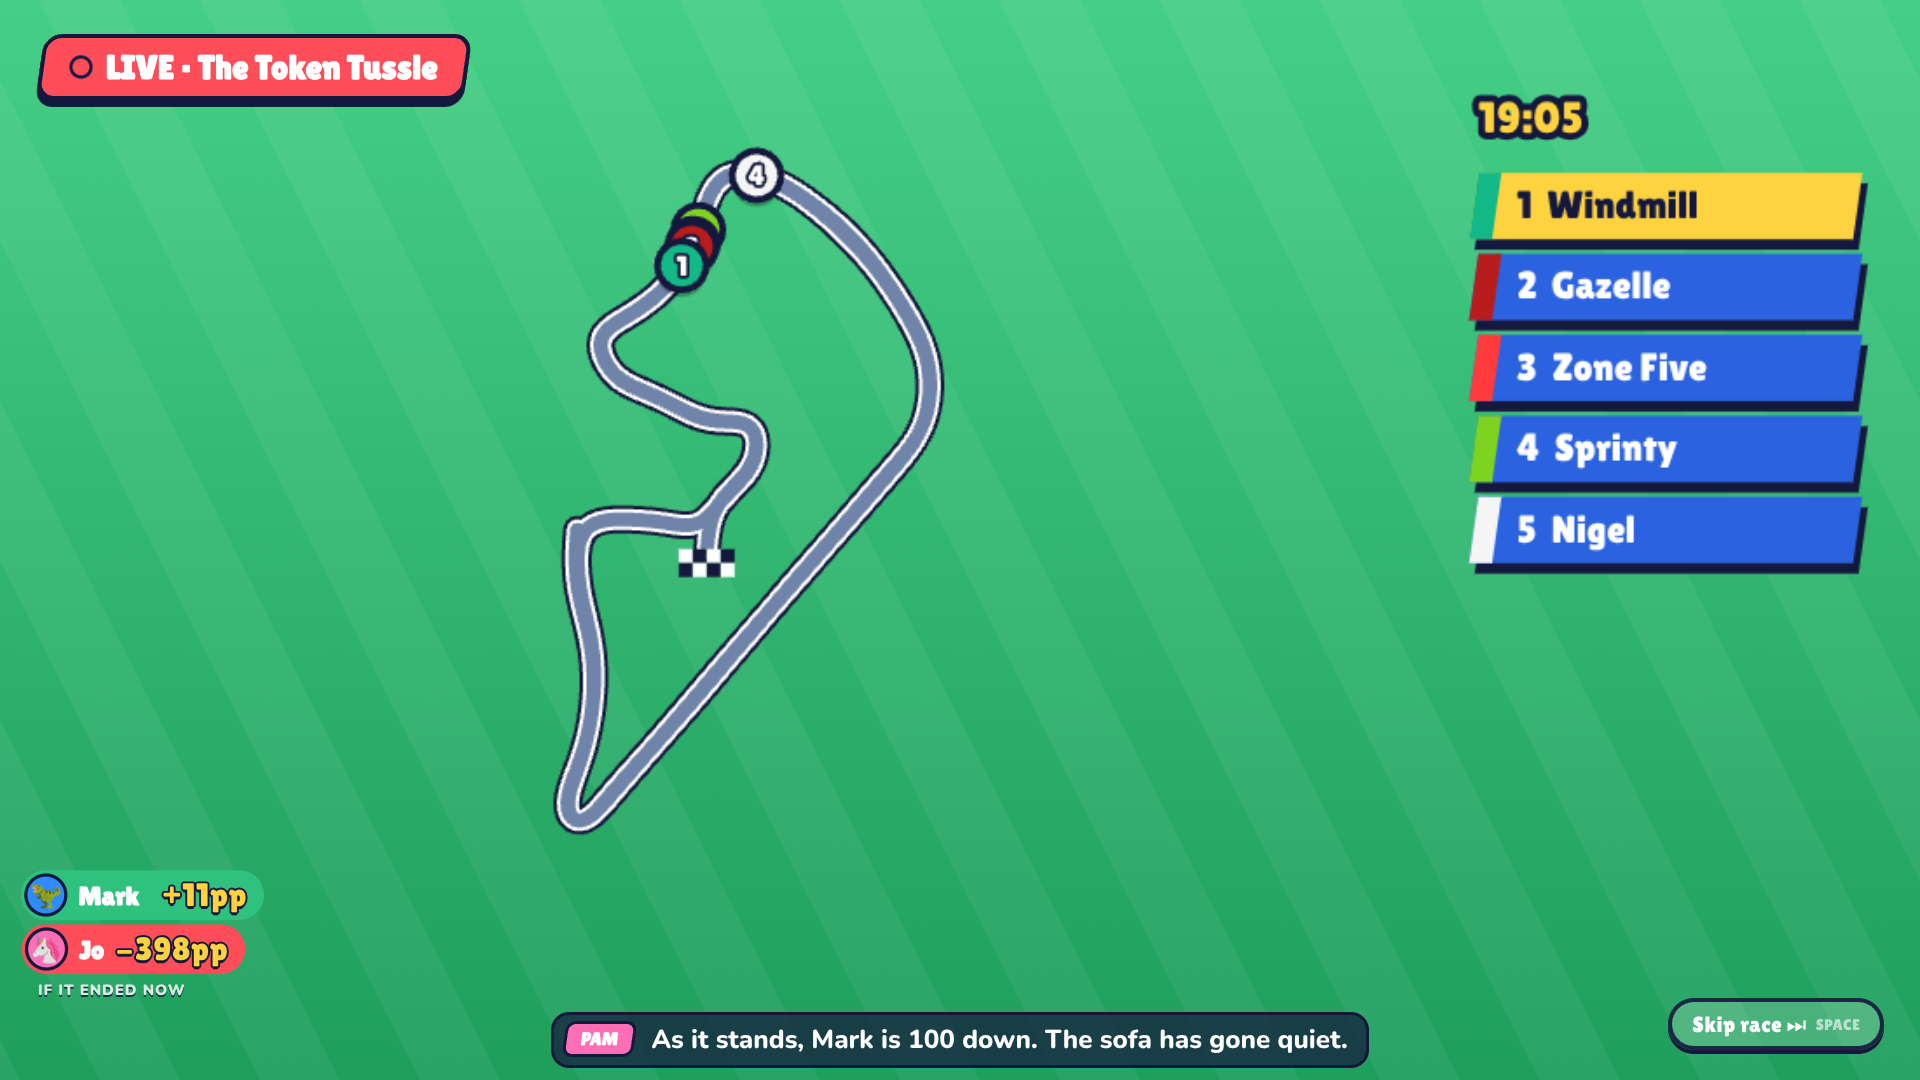 LIVE · The Token Tussle
19:05
1 Windmill
2 Gazelle
3 Zone Five
4 Sprinty
5 Nigel
4
1
Mark +11pp
Jo -398pp
IF IT ENDED NOW
PAM As it stands, Mark is 100 down. The sofa has gone quiet.
Skip race SPACE